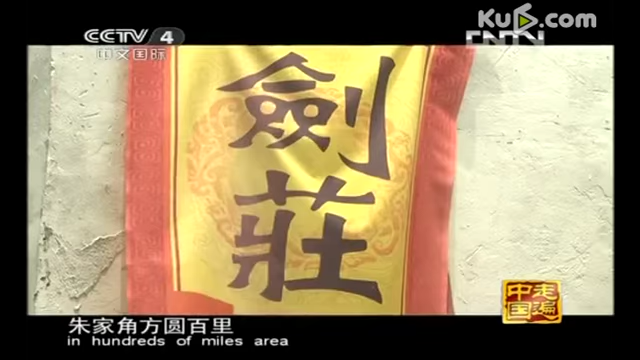 CCTV 4
中文国际
Ku6.com
CNTV
劍
莊
走遍
中国
朱家角方圆百里
in hundreds of miles area